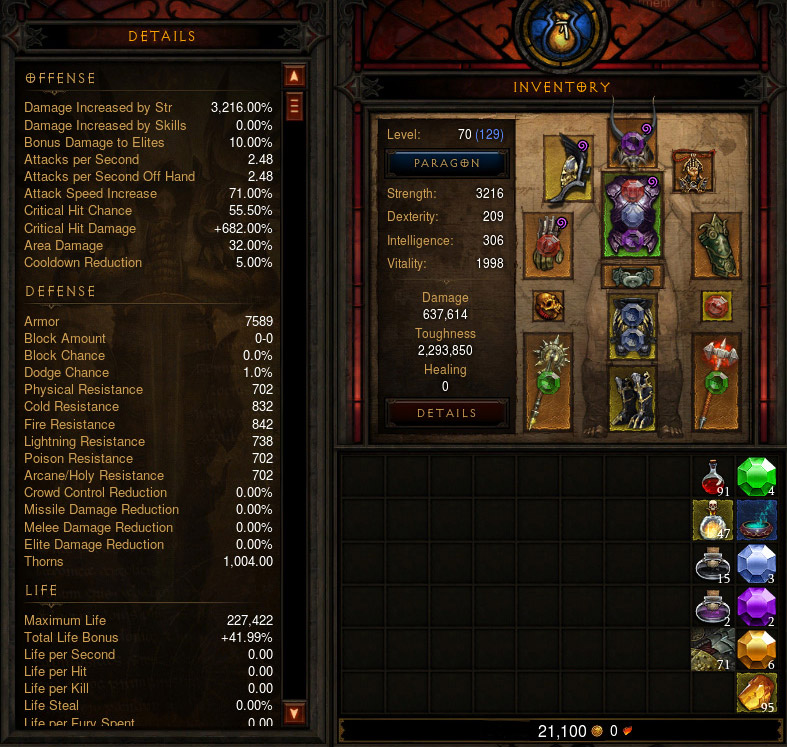 DETAILS
OFFENSE
Damage Increased by Str 3,216.00%
Damage Increased by Skills 0.00%
Bonus Damage to Elites 10.00%
Attacks per Second 2.48
Attacks per Second Off Hand 2.48
Attack Speed Increase 71.00%
Critical Hit Chance 55.50%
Critical Hit Damage +682.00%
Area Damage 32.00%
Cooldown Reduction 5.00%
DEFENSE
Armor 7589
Block Amount 0-0
Block Chance 0.0%
Dodge Chance 1.0%
Physical Resistance 702
Cold Resistance 832
Fire Resistance 842
Lightning Resistance 738
Poison Resistance 702
Arcane/Holy Resistance 702
Crowd Control Reduction 0.00%
Missile Damage Reduction 0.00%
Melee Damage Reduction 0.00%
Elite Damage Reduction 0.00%
Thorns 1,004.00
LIFE
Maximum Life 227,422
Total Life Bonus +41.99%
Life per Second 0.00
Life per Hit 0.00
Life per Kill 0.00
Life Steal 0.00%
Life per Fury Spent 0.00
INVENTORY
Level: 70 (129)
PARAGON
Strength: 3216
Dexterity: 209
Intelligence: 306
Vitality: 1998
Damage
637,614
Toughness
2,293,850
Healing
0
DETAILS
91 4
47
15 3
2 2
71 6
95
21,100 0